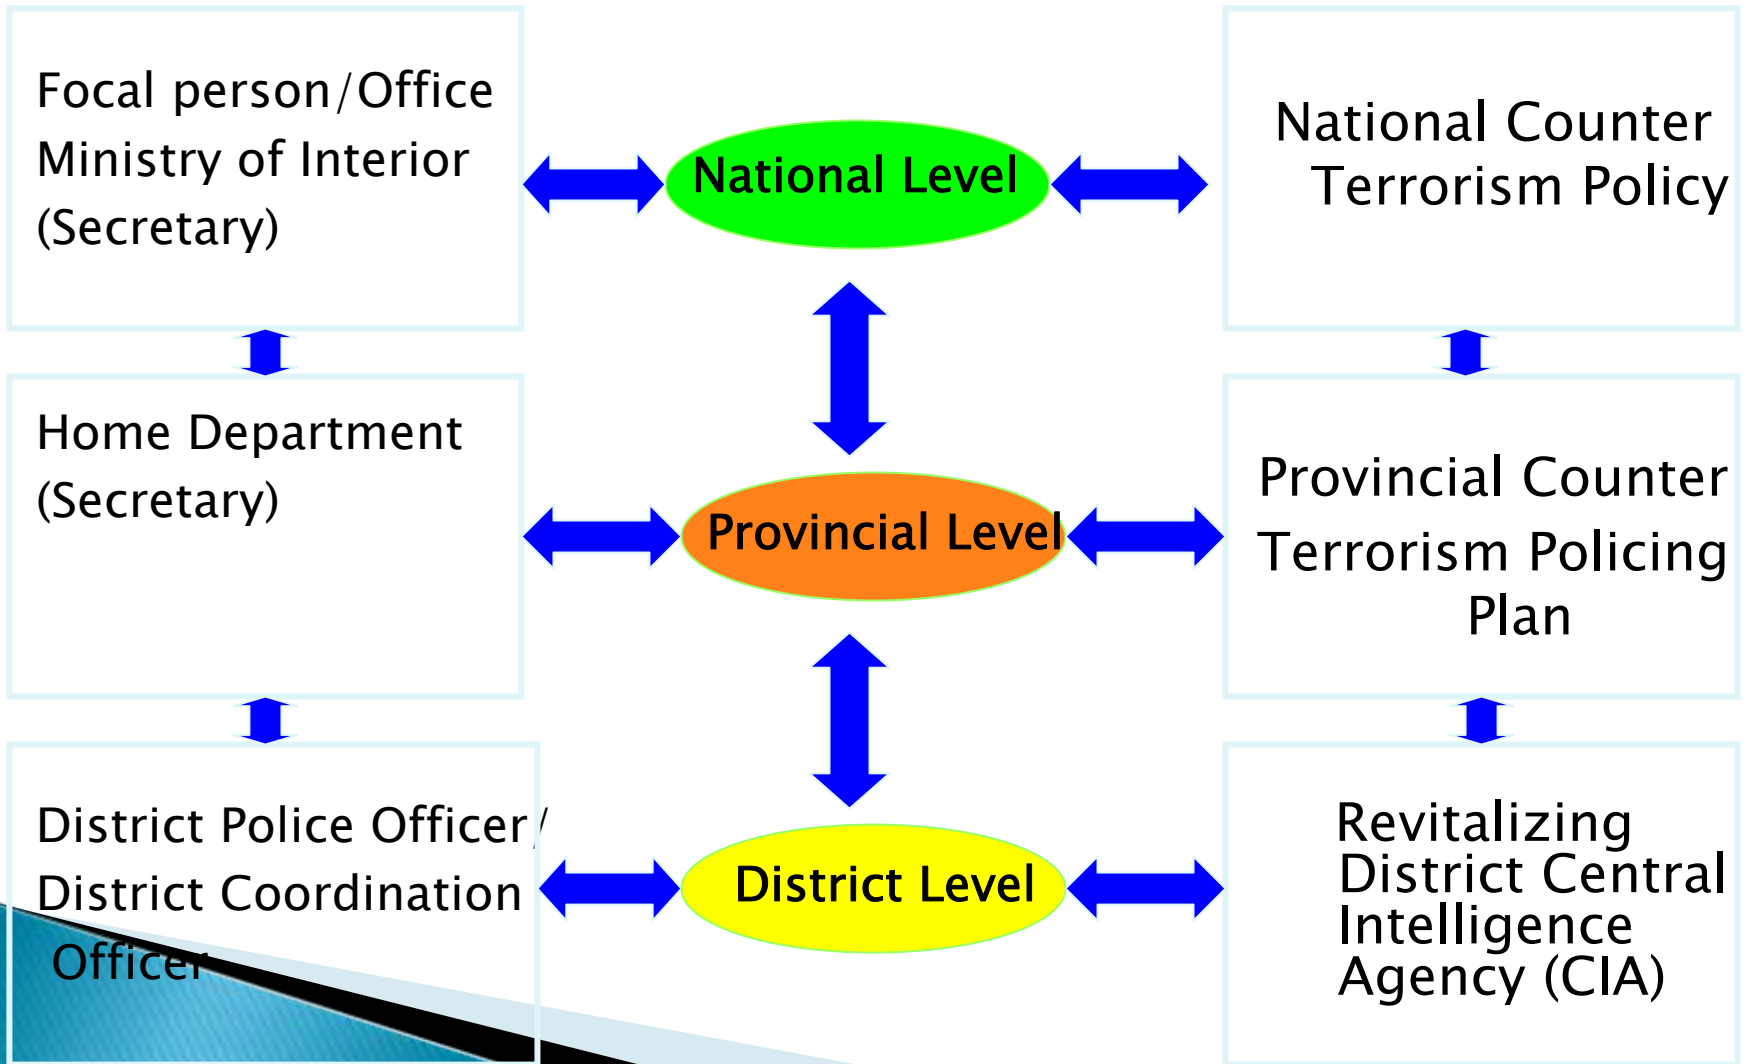 Focal person/Office
Ministry of Interior
(Secretary)
National Level
National Counter
Terrorism Policy
Home Department
(Secretary)
Provincial Level
Provincial Counter
Terrorism Policing
Plan
District Police Officer/
District Coordination
Officer
District Level
Revitalizing
District Central
Intelligence
Agency (CIA)